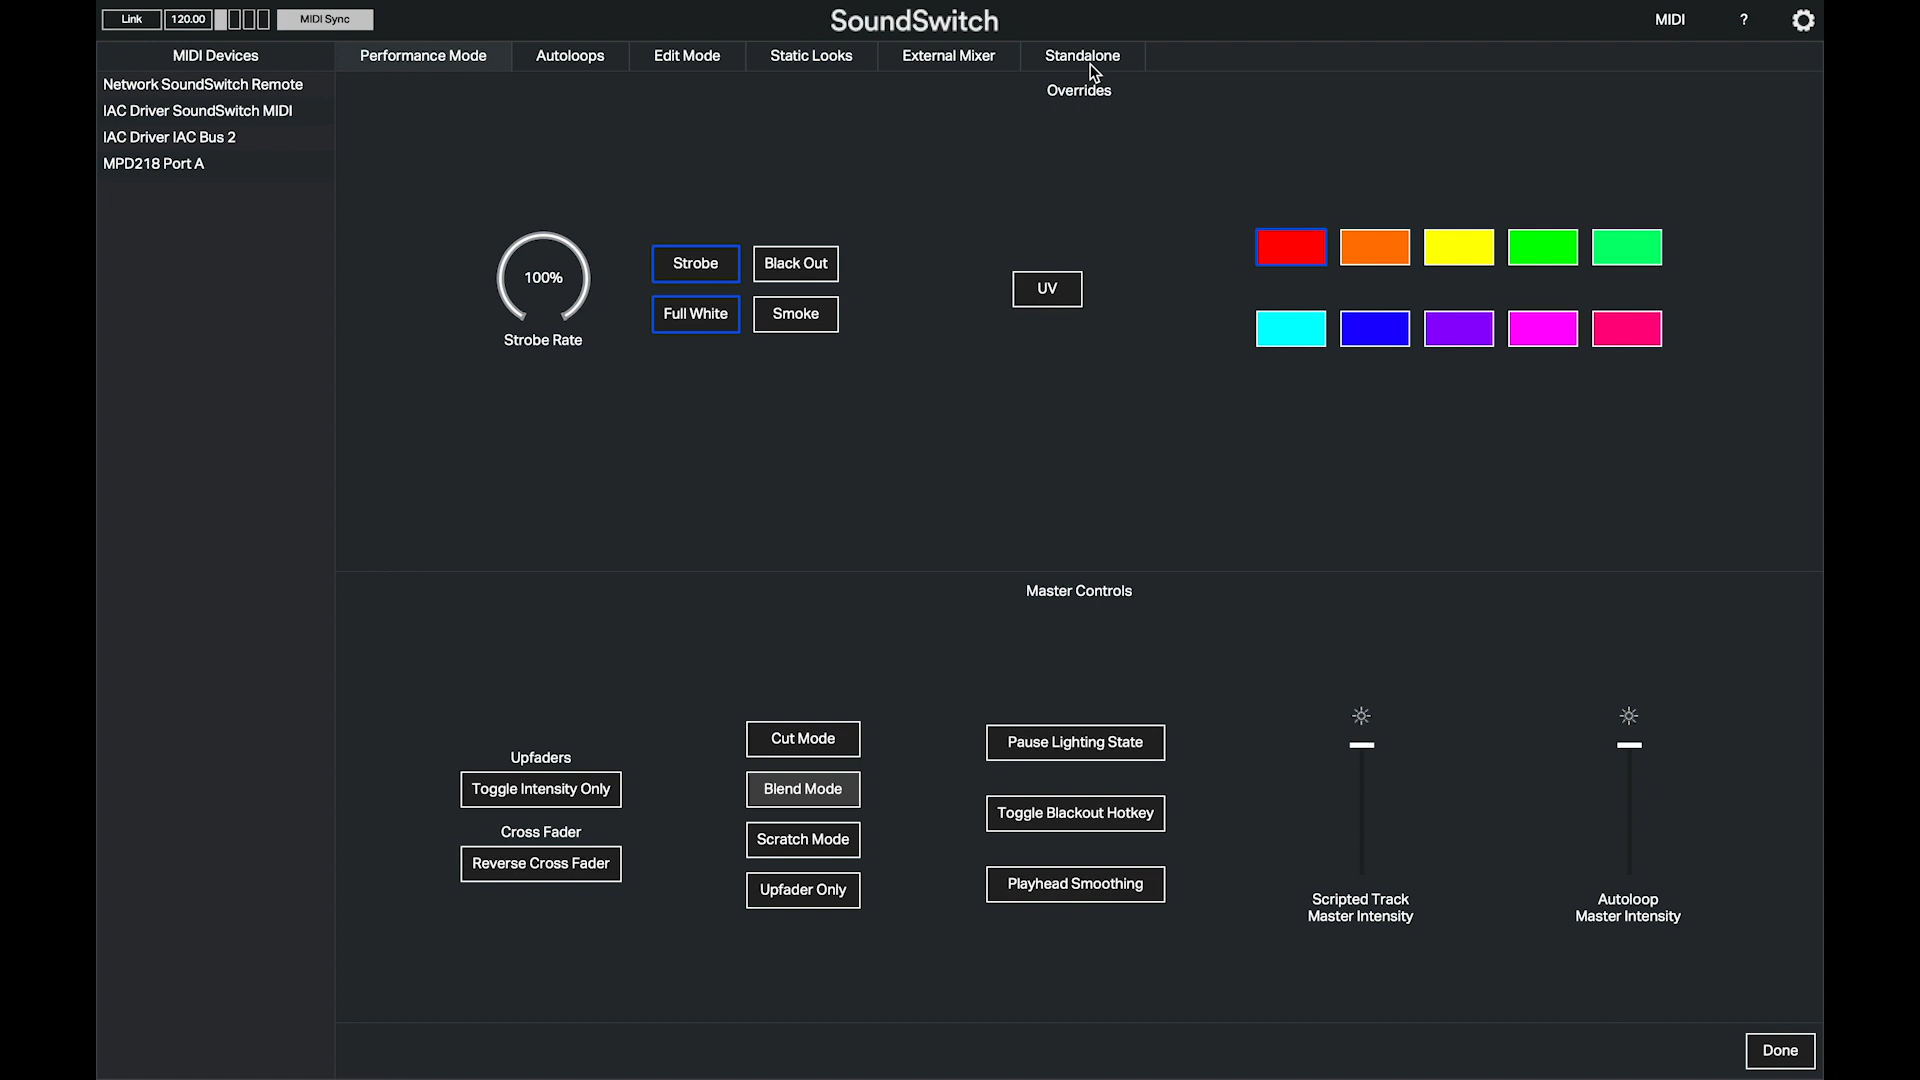 Link
120.00
MIDI Sync
SoundSwitch
MIDI
?
MIDI Devices
Performance Mode
Autoloops
Edit Mode
Static Looks
External Mixer
Standalone
Network SoundSwitch Remote
IAC Driver SoundSwitch MIDI
IAC Driver IAC Bus 2
MPD218 Port A
Overrides
100%
Strobe Rate
Strobe
Black Out
Full White
Smoke
UV
Master Controls
Upfaders
Toggle Intensity Only
Cross Fader
Reverse Cross Fader
Cut Mode
Blend Mode
Scratch Mode
Upfader Only
Pause Lighting State
Toggle Blackout Hotkey
Playhead Smoothing
Scripted Track
Master Intensity
Autoloop
Master Intensity
Done